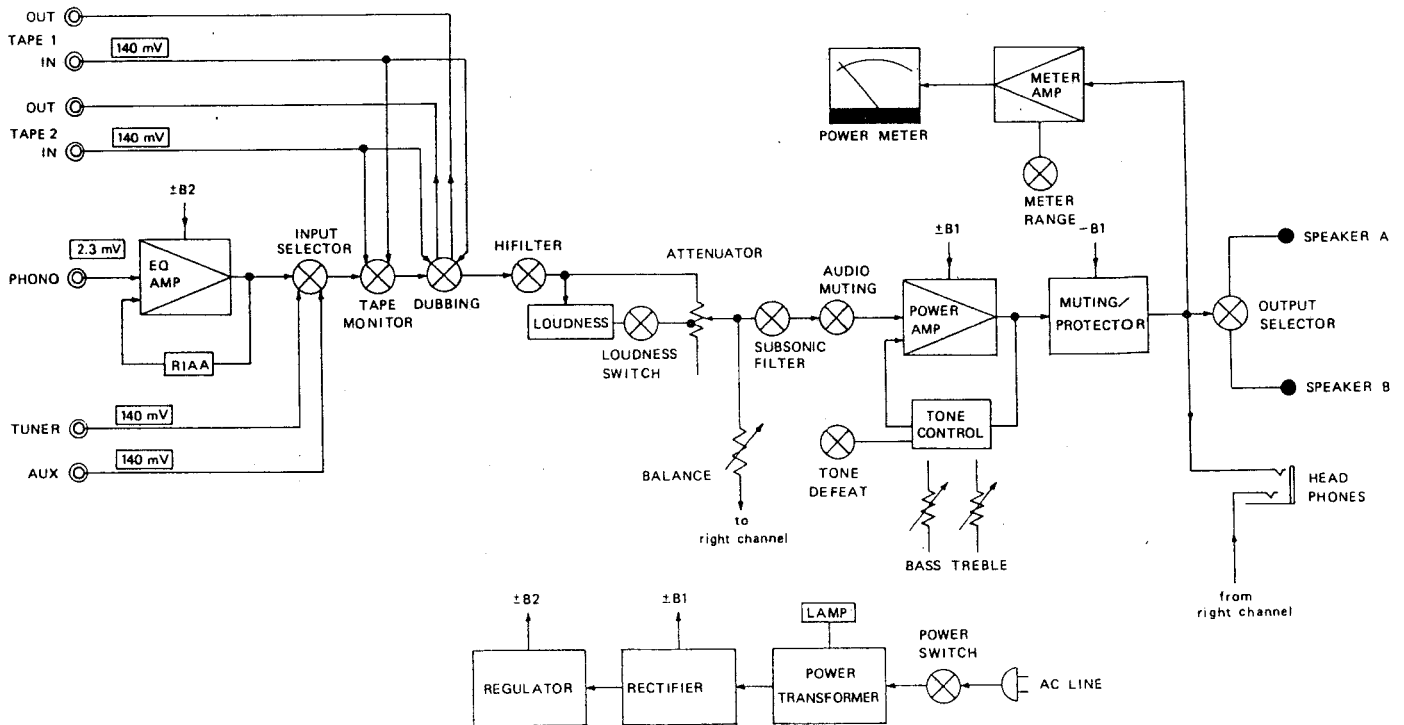 OUT
TAPE 1
140 mV
IN
OUT
TAPE 2
140 mV
IN
±B2
2.3 mV
PHONO
EQ
AMP
RIAA
INPUT
SELECTOR
TAPE
MONITOR
DUBBING
HIFILTER
LOUDNESS
LOUDNESS
SWITCH
ATTENUATOR
TUNER
140 mV
AUX
140 mV
BALANCE
to
right channel
SUBSONIC
FILTER
AUDIO
MUTING
±B1
POWER
AMP
TONE
CONTROL
TONE
DEFEAT
BASS TREBLE
-B1
MUTING/
PROTECTOR
POWER METER
METER
AMP
METER
RANGE
SPEAKER A
OUTPUT
SELECTOR
SPEAKER B
HEAD
PHONES
from
right channel
±B2
±B1
LAMP
POWER
SWITCH
REGULATOR
RECTIFIER
POWER
TRANSFORMER
AC LINE